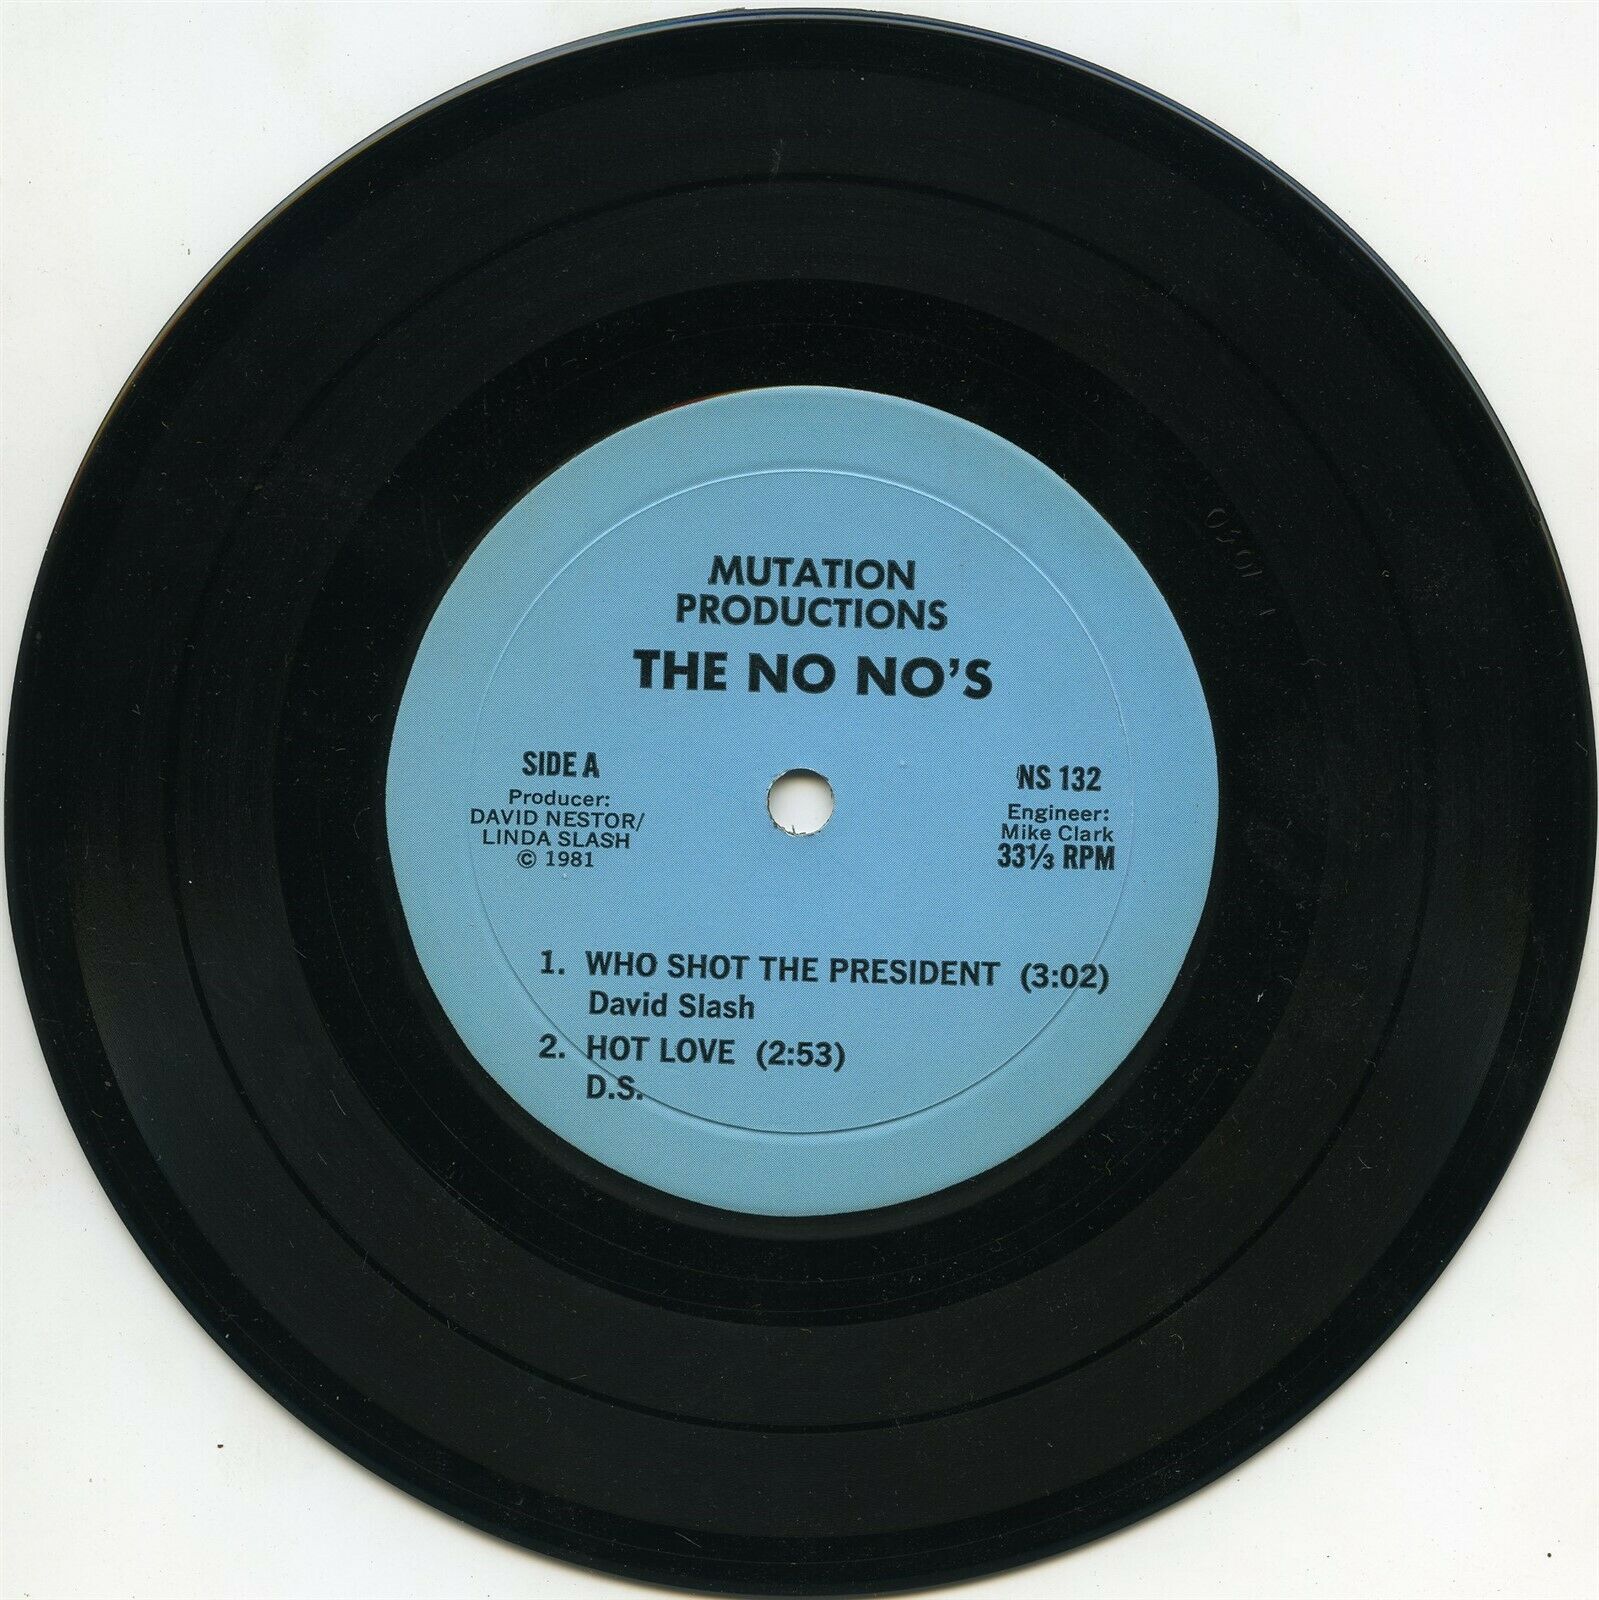 MUTATION
PRODUCTIONS
THE NO NO'S
SIDE A
Producer:
DAVID NESTOR/
LINDA SLASH
© 1981
NS 132
Engineer:
Mike Clark
33⅓ RPM
1. WHO SHOT THE PRESIDENT (3:02)
David Slash
2. HOT LOVE (2:53)
D.S.